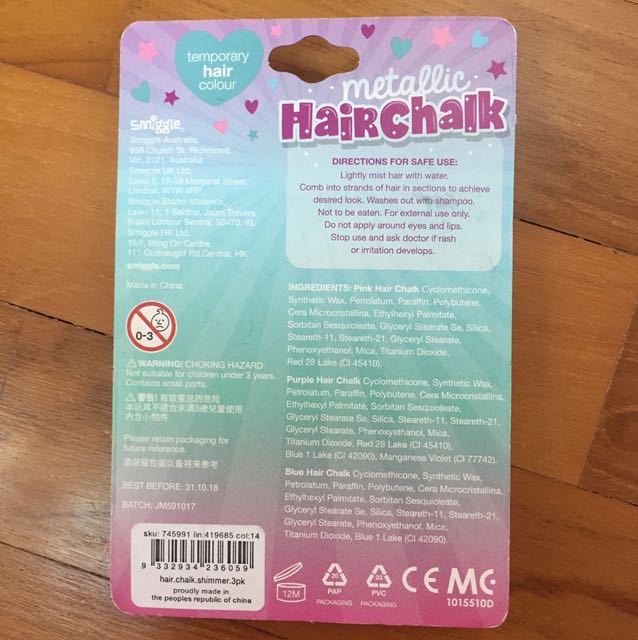 temporary
hair
colour
metallic
HairChalk
smiggle
Smiggle Australia,
658 Church St, Richmond,
Vic, 3121, Australia
Smiggle UK Ltd,
Level 2, 17-18 Margaret Street,
London, W1W 8RP
Smiggle Stores Malaysia,
Level 11, 1 Sentral, Jalan Travers,
Kuala Lumpur Sentral, 50470, KL
Smiggle HK Ltd,
16/F, Wing On Centre,
111 Connaught Rd,Central, HK
smiggle.com
Made in China.
0-3
WARNING! CHOKING HAZARD
Not suitable for children under 3 years.
Contains small parts.
警告! 有致窒息的危险
本玩具不適合未滿3歲兒童使用
內含小物件
Please retain packaging for
future reference.
請保留包裝以备将来参考
BEST BEFORE: 31.10.18
BATCH: JM591017
DIRECTIONS FOR SAFE USE:
Lightly mist hair with water.
Comb into strands of hair in sections to achieve
desired look. Washes out with shampoo.
Not to be eaten. For external use only.
Do not apply around eyes and lips.
Stop use and ask doctor if rash
or irritation develops.
INGREDIENTS: Pink Hair Chalk Cyclomethicone,
Synthetic Wax, Petrolatum, Paraffin, Polybutene,
Cera Microcristallina, Ethylhexyl Palmitate,
Sorbitan Sesquioleate, Glyceryl Stearate Se, Silica,
Steareth-11, Steareth-21, Glyceryl Stearate,
Phenoxyethanol, Mica, Titanium Dioxide,
Red 28 Lake (CI 45410).
Purple Hair Chalk Cyclomethicone, Synthetic Wax,
Petrolatum, Paraffin, Polybutene, Cera Microcristallina,
Ethylhexyl Palmitate, Sorbitan Sesquioleate,
Glyceryl Stearate Se, Silica, Steareth-11, Steareth-21,
Glyceryl Stearate, Phenoxyethanol, Mica,
Titanium Dioxide, Red 28 Lake (CI 45410),
Blue 1 Lake (CI 42090), Manganese Violet (CI 77742).
Blue Hair Chalk Cyclomethicone, Synthetic Wax,
Petrolatum, Paraffin, Polybutene, Cera Microcristallina,
Ethylhexyl Palmitate, Sorbitan Sesquioleate,
Glyceryl Stearate Se, Silica, Steareth-11, Steareth-21,
Glyceryl Stearate, Phenoxyethanol, Mica,
Titanium Dioxide, Blue 1 Lake (CI 42090).
sku: 745991 lin:419685 col:14
9 332934 236059
hair.chalk.shimmer.3pk
proudly made in
the peoples republic of china
12M
20
PAP
PACKAGING
03
PVC
PACKAGING
CE
MC
1015510D